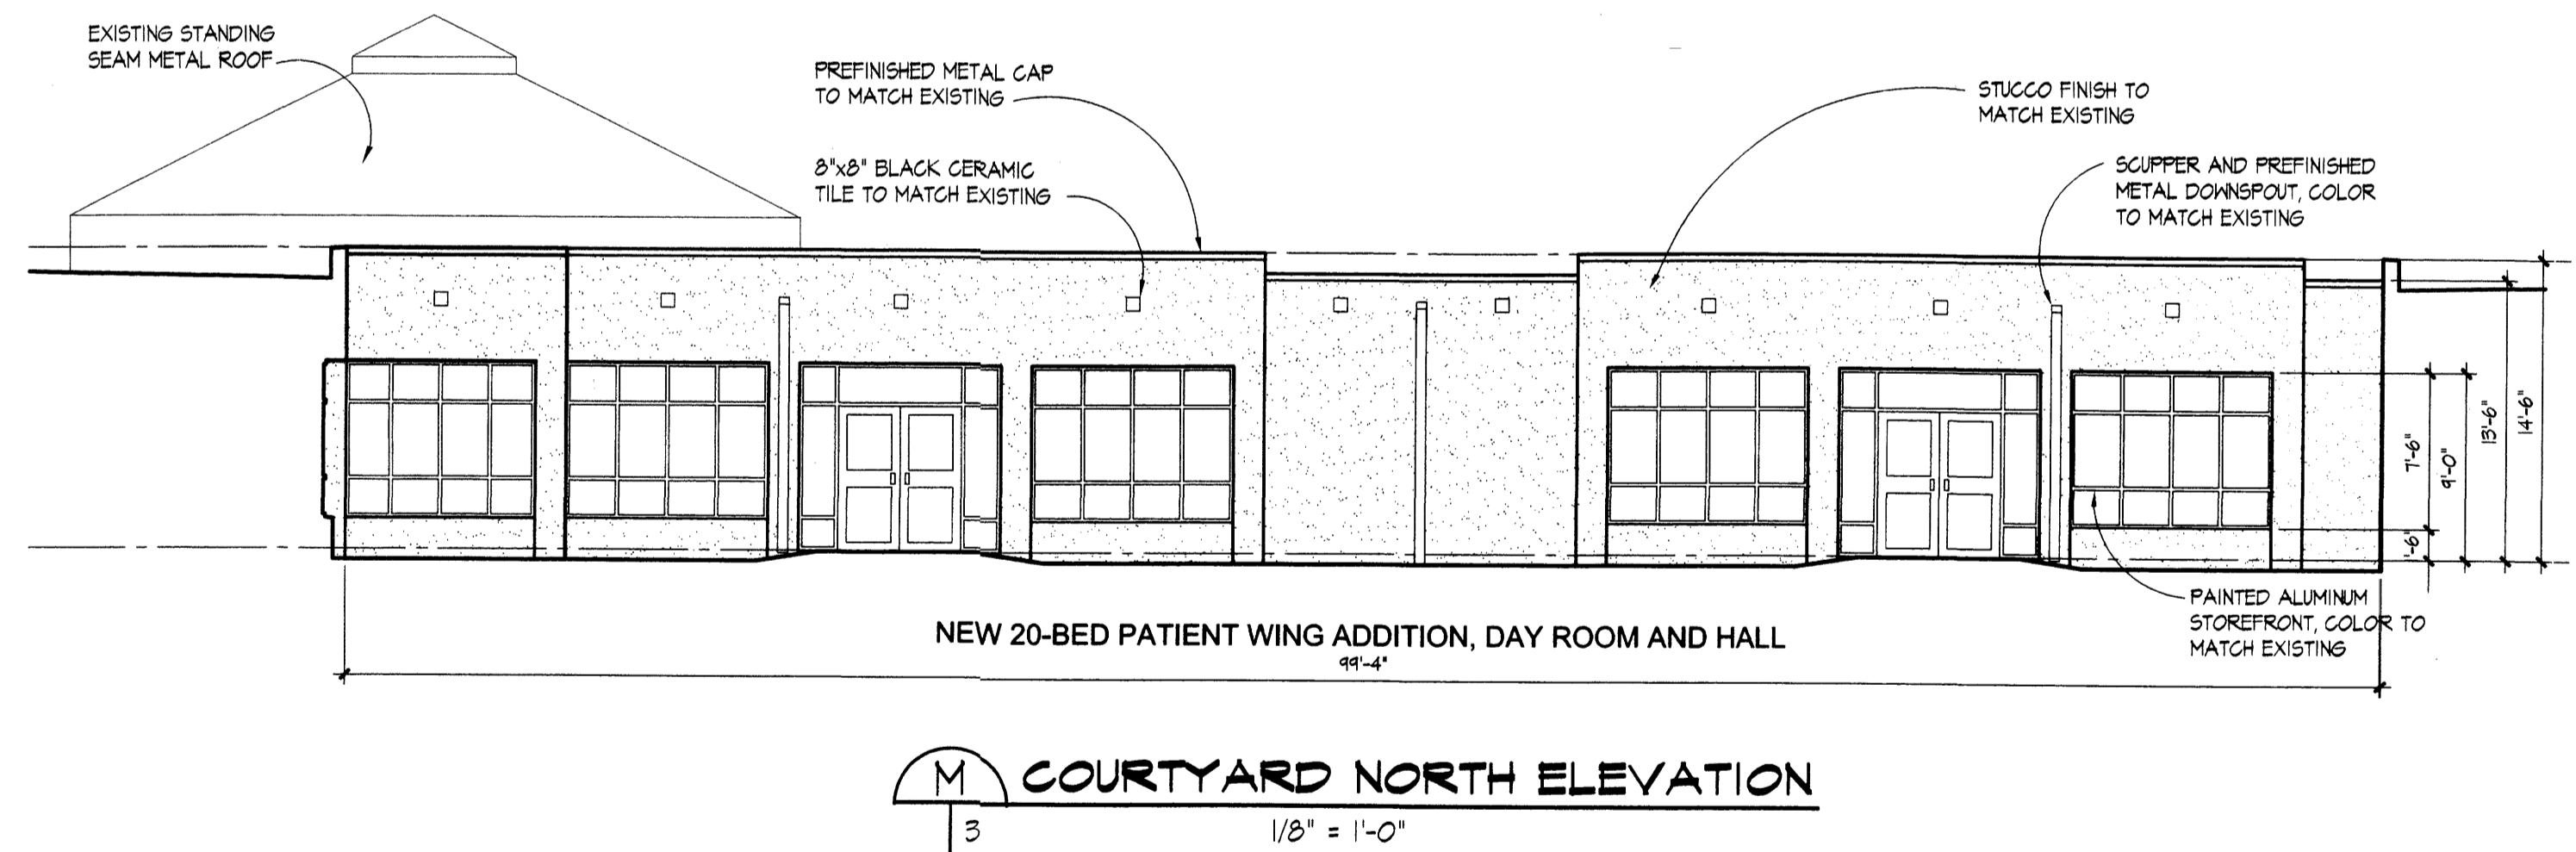 EXISTING STANDING
SEAM METAL ROOF
PREFINISHED METAL CAP
TO MATCH EXISTING
8"x8" BLACK CERAMIC
TILE TO MATCH EXISTING
STUCCO FINISH TO
MATCH EXISTING
SCUPPER AND PREFINISHED
METAL DOWNSPOUT, COLOR
TO MATCH EXISTING
7'-6"
9'-0"
13'-6"
14'-6"
1'-6"
PAINTED ALUMINUM
STOREFRONT, COLOR TO
MATCH EXISTING
NEW 20-BED PATIENT WING ADDITION, DAY ROOM AND HALL
99'-4"
M
COURTYARD NORTH ELEVATION
3
1/8" = 1'-0"